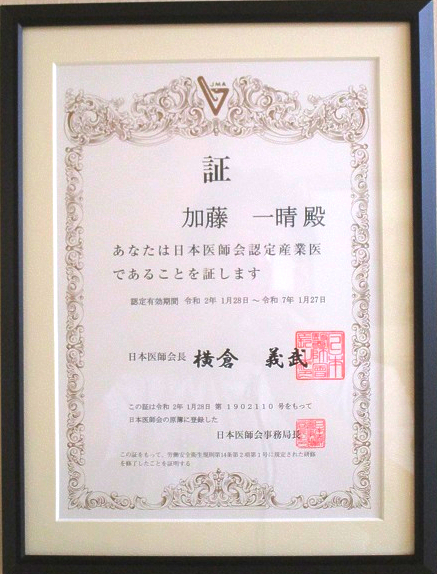 JMA
証
加藤 一晴 殿
あなたは日本医師会認定産業医
であることを証します
認定有効期間 令和 2年 1月28日 ～ 令和 7年 1月27日
日本医師会長 横倉 義武
この証は令和 2年 1月28日 第 1902110 号をもって
日本医師会の原簿に登録した
日本医師会事務局長
この証をもって、労働安全衛生規則第14条第2項第1号に規定された研修
を修了したことを証明する